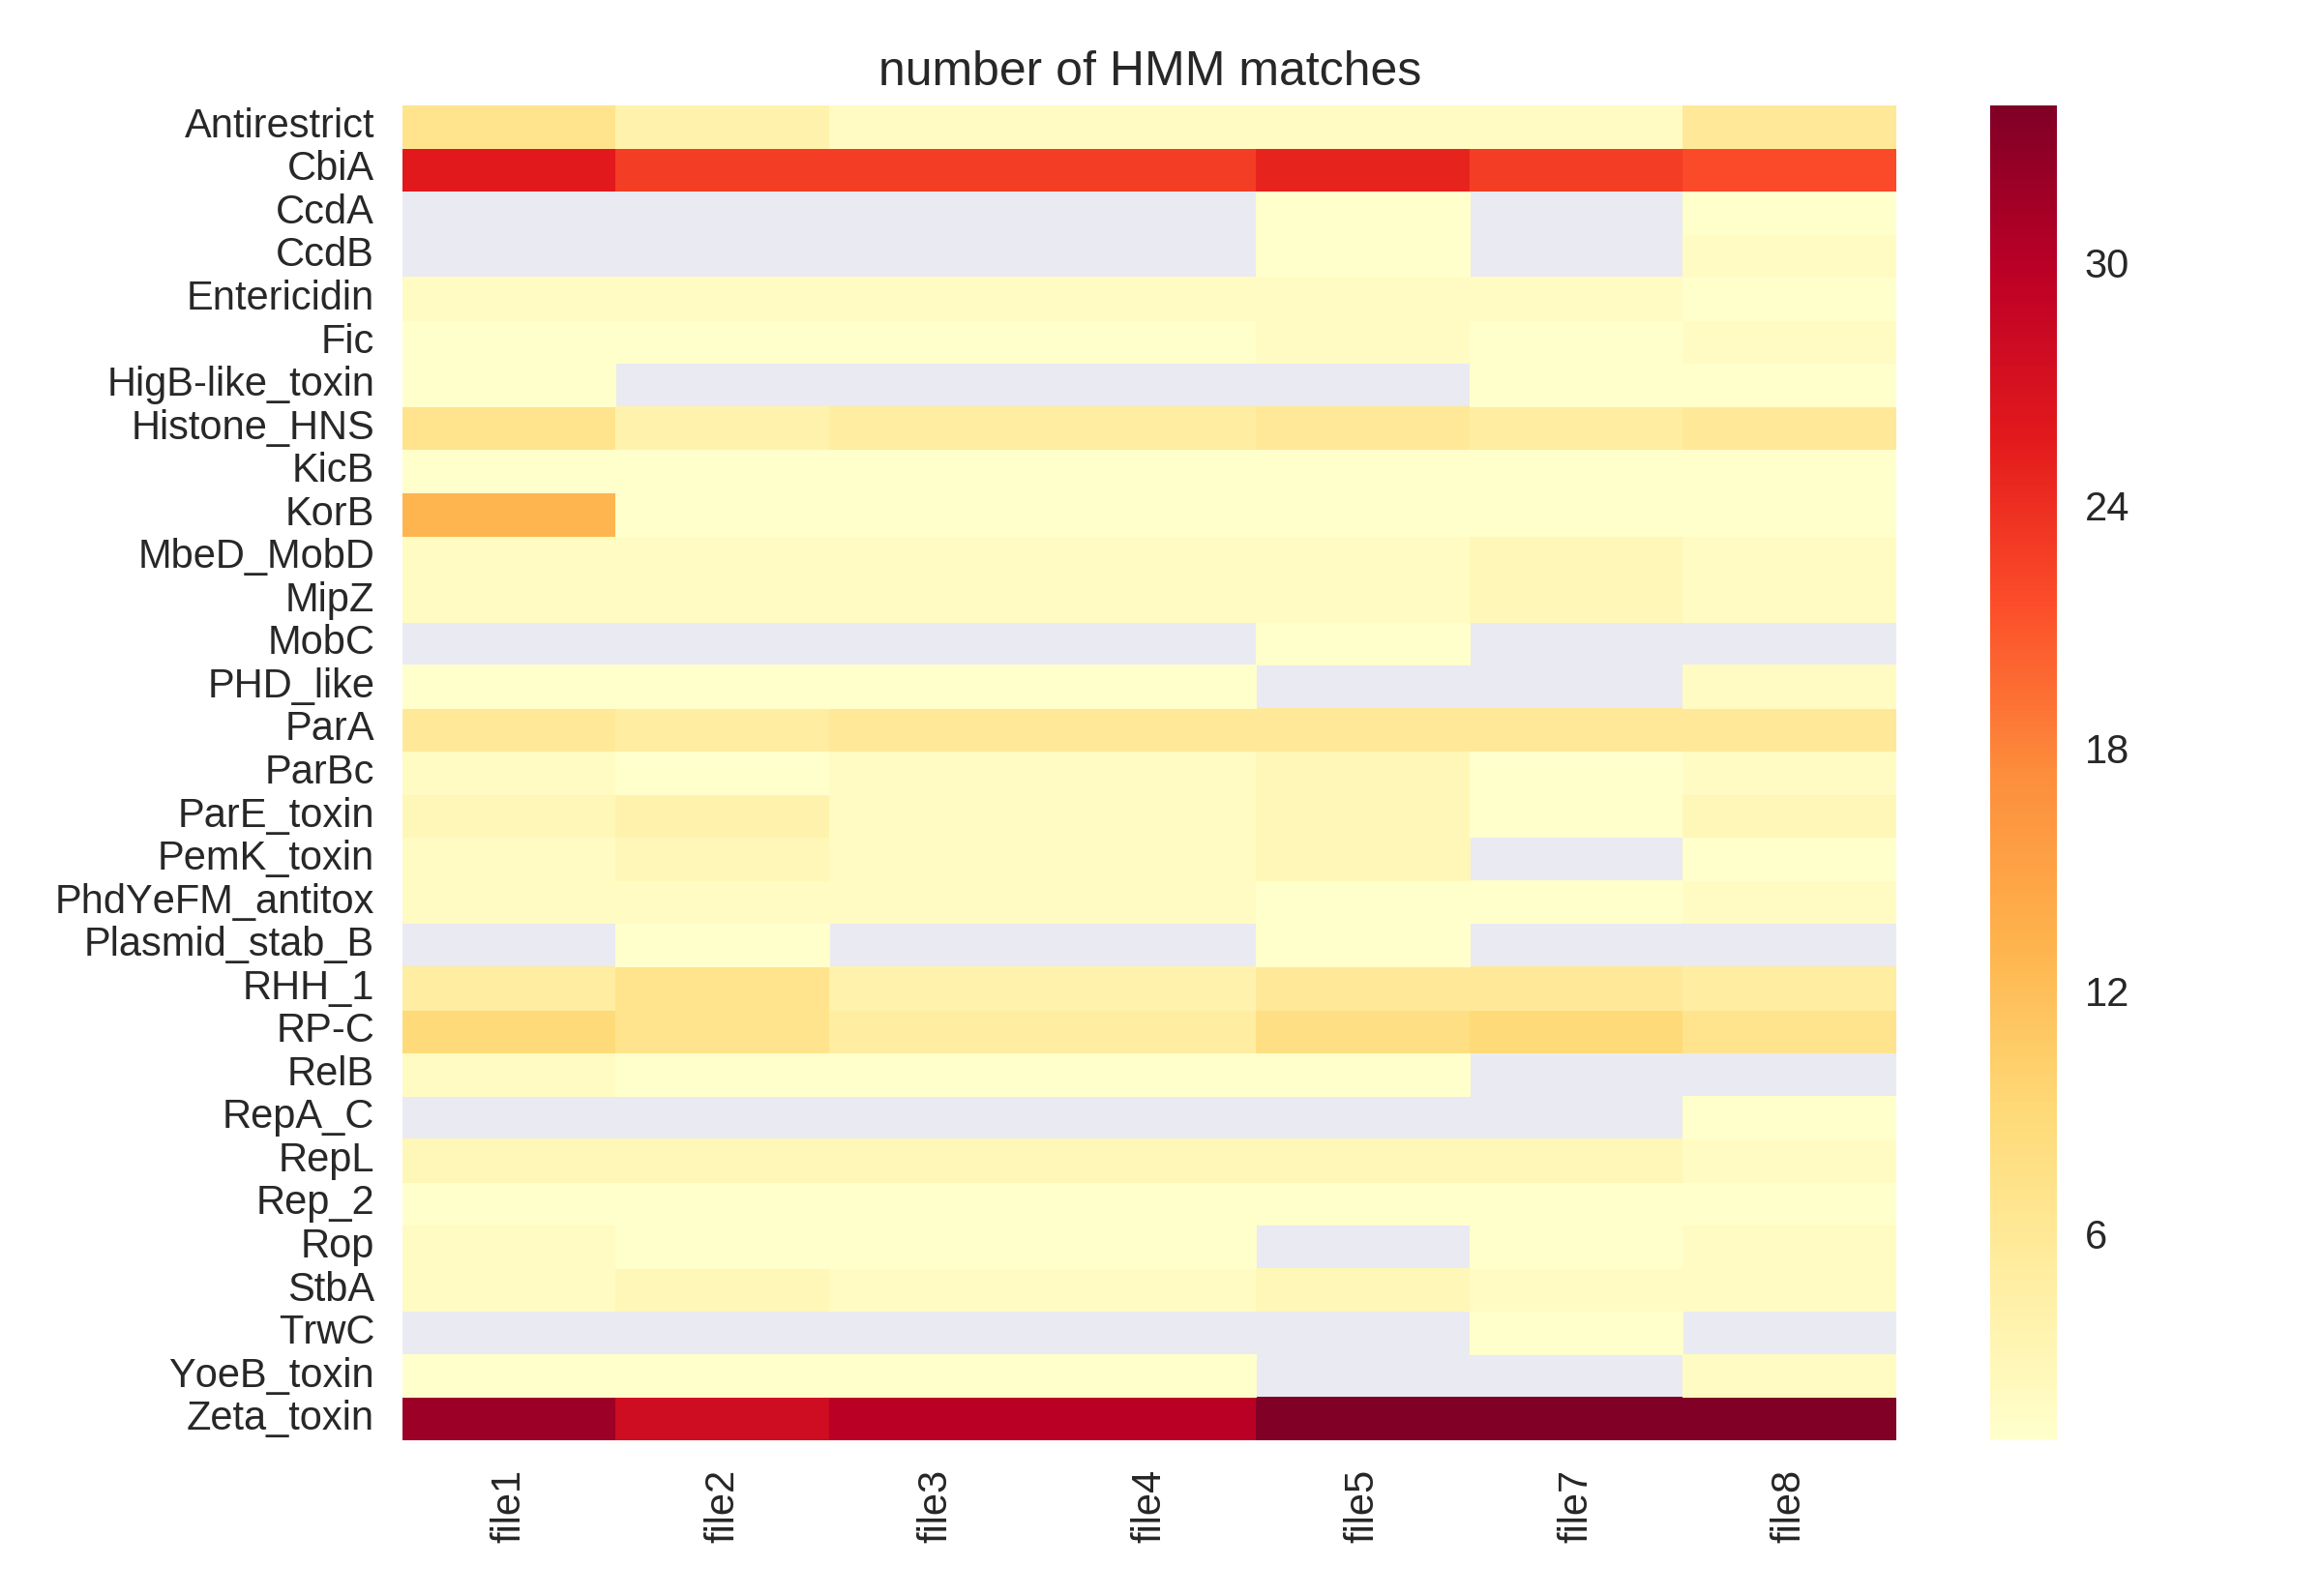 number of HMM matches
Antirestrict
CbiA
CcdA
CcdB
Entericidin
Fic
HigB-like_toxin
Histone_HNS
KicB
KorB
MbeD_MobD
MipZ
MobC
PHD_like
ParA
ParBc
ParE_toxin
PemK_toxin
PhdYeFM_antitox
Plasmid_stab_B
RHH_1
RP-C
RelB
RepA_C
RepL
Rep_2
Rop
StbA
TrwC
YoeB_toxin
Zeta_toxin
file1
file2
file3
file4
file5
file7
file8
30
24
18
12
6